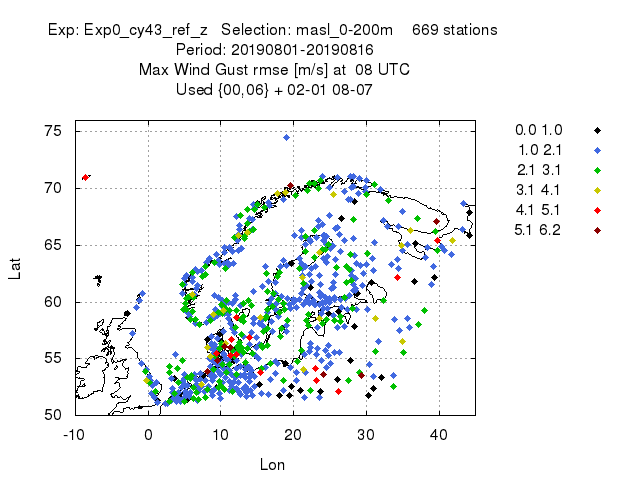 Exp: Exp0_cy43_ref_z Selection: masl_0-200m 669 stations
Period: 20190801-20190816
Max Wind Gust rmse [m/s] at 08 UTC
Used {00,06} + 02-01 08-07
75
70
65
60
55
50
-10 0 10 20 30 40
Lat
Lon
0.0 1.0
1.0 2.1
2.1 3.1
3.1 4.1
4.1 5.1
5.1 6.2